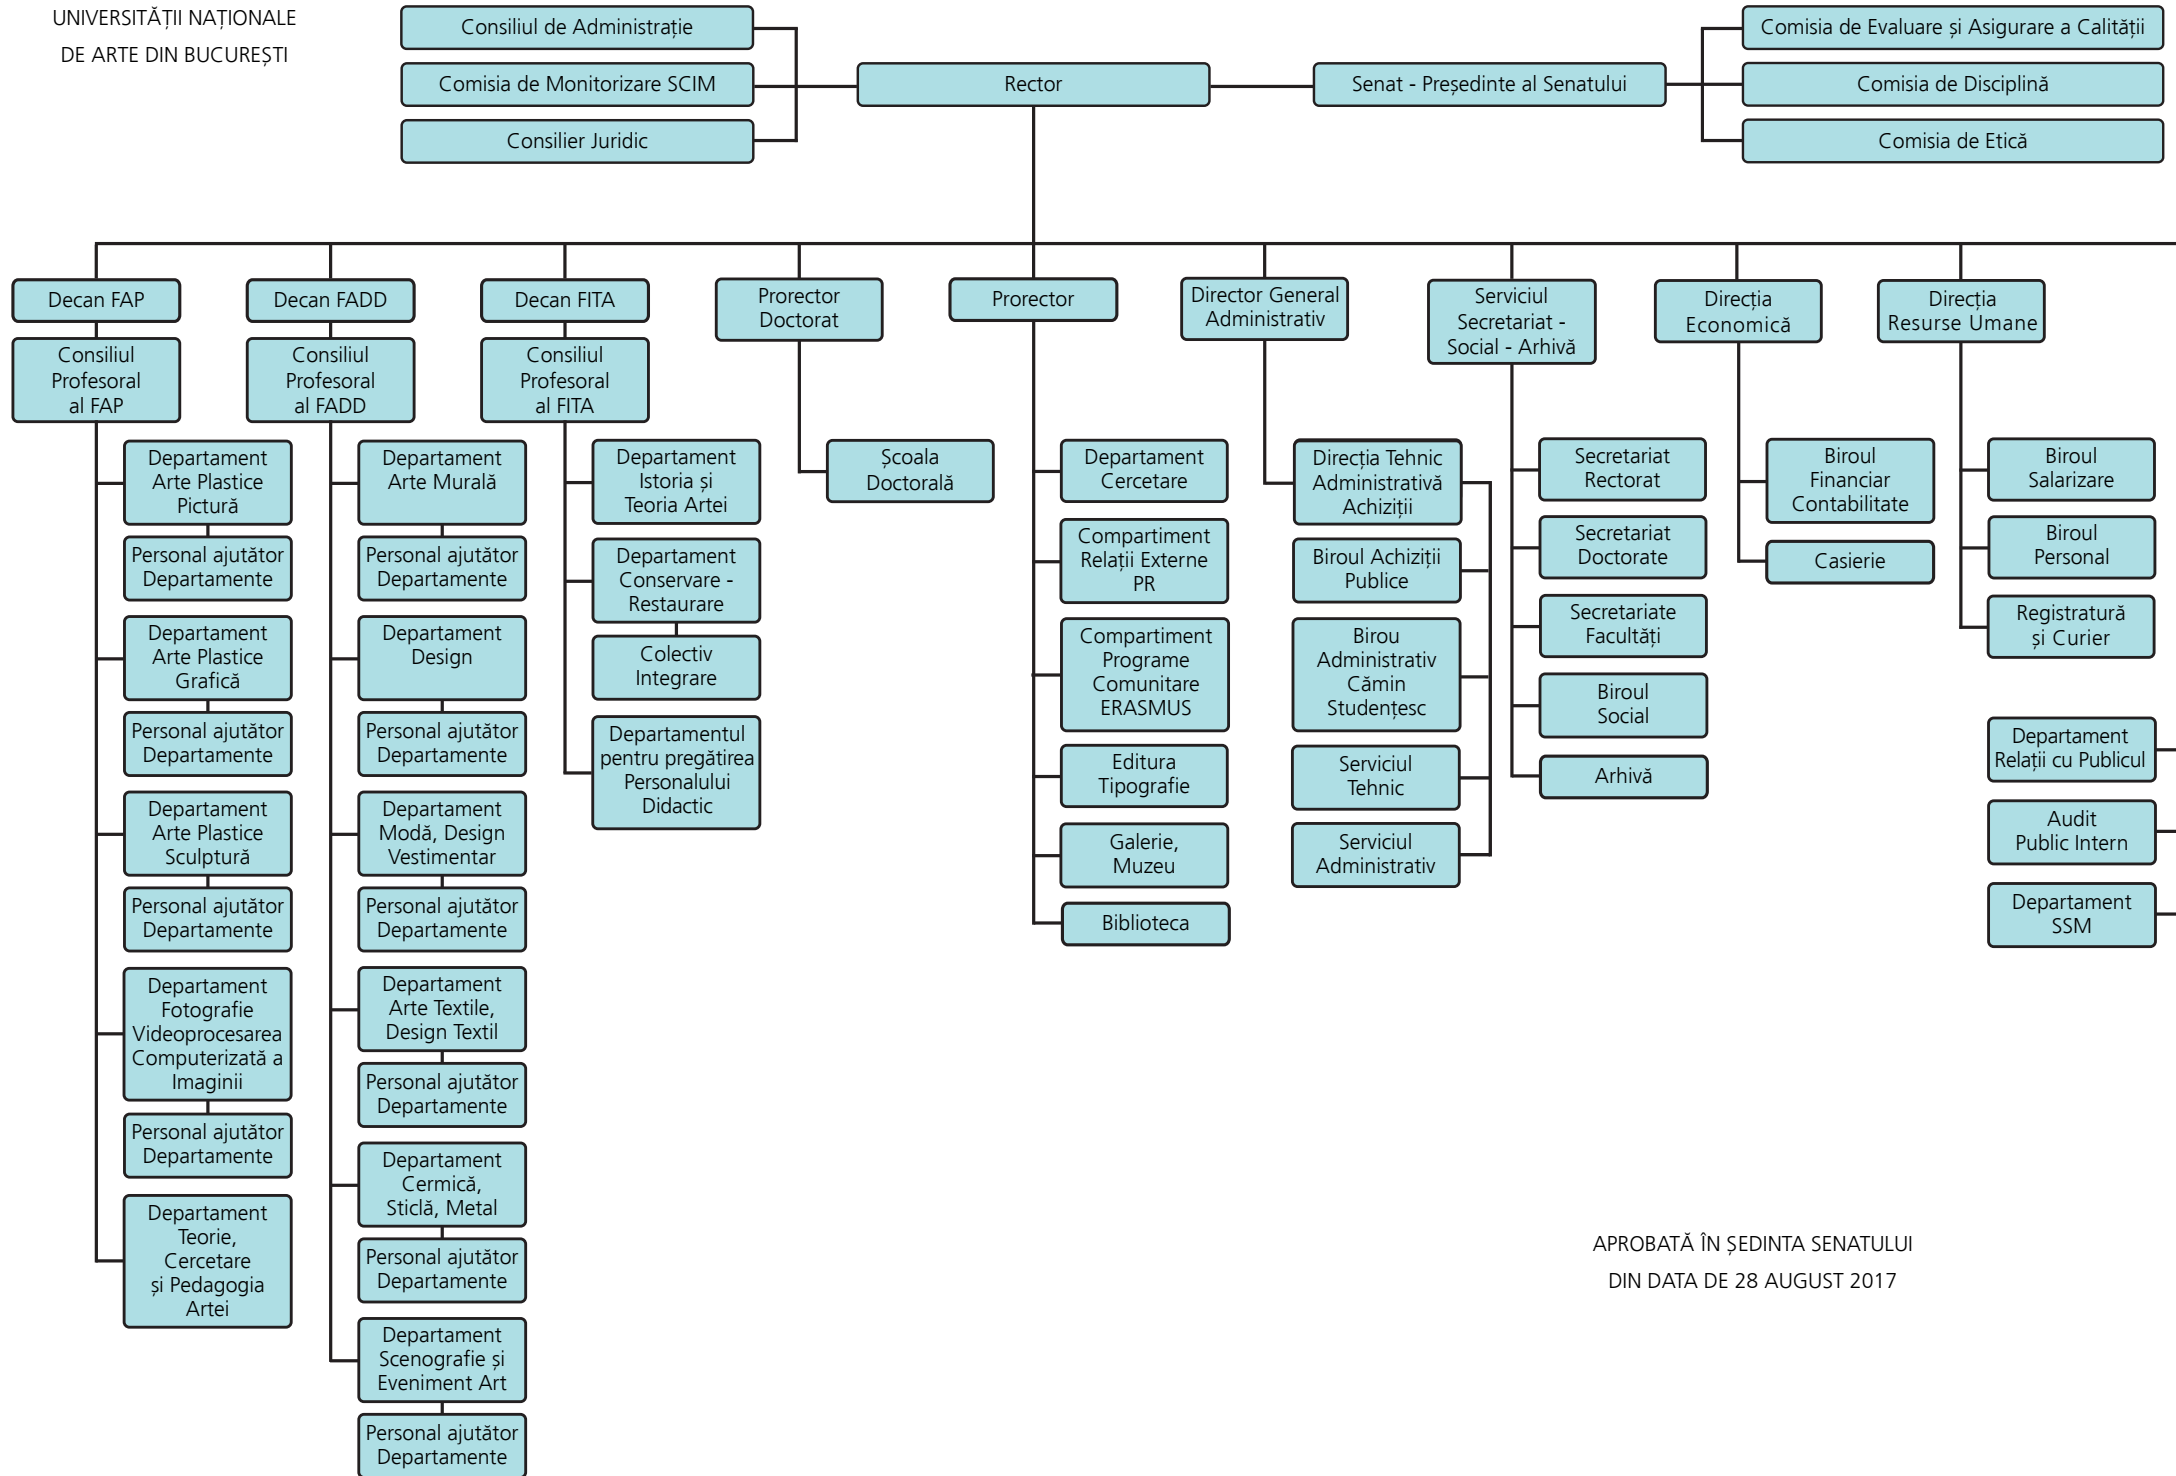 UNIVERSITĂȚII NAȚIONALE
DE ARTE DIN BUCUREȘTI
Consiliul de Administrație
Comisia de Monitorizare SCIM
Consilier Juridic
Rector
Senat - Președinte al Senatului
Comisia de Evaluare și Asigurare a Calității
Comisia de Disciplină
Comisia de Etică
Decan FAP
Consiliul
Profesoral
al FAP
Departament
Arte Plastice
Pictură
Personal ajutător
Departamente
Departament
Arte Plastice
Grafică
Personal ajutător
Departamente
Departament
Arte Plastice
Sculptură
Personal ajutător
Departamente
Departament
Fotografie
Videoprocesarea
Computerizată a
Imaginii
Personal ajutător
Departamente
Departament
Teorie,
Cercetare
și Pedagogia
Artei
Decan FADD
Consiliul
Profesoral
al FADD
Departament
Arte Murală
Personal ajutător
Departamente
Departament
Design
Personal ajutător
Departamente
Departament
Modă, Design
Vestimentar
Personal ajutător
Departamente
Departament
Arte Textile,
Design Textil
Personal ajutător
Departamente
Departament
Cermică,
Sticlă, Metal
Personal ajutător
Departamente
Departament
Scenografie și
Eveniment Art
Personal ajutător
Departamente
Decan FITA
Consiliul
Profesoral
al FITA
Departament
Istoria și
Teoria Artei
Departament
Conservare -
Restaurare
Colectiv
Integrare
Departamentul
pentru pregătirea
Personalului
Didactic
Prorector
Doctorat
Școala
Doctorală
Prorector
Departament
Cercetare
Compartiment
Relații Externe
PR
Compartiment
Programe
Comunitare
ERASMUS
Editura
Tipografie
Galerie,
Muzeu
Biblioteca
Director General
Administrativ
Direcția Tehnic
Administrativă
Achiziții
Biroul Achiziții
Publice
Birou
Administrativ
Cămin
Studențesc
Serviciul
Tehnic
Serviciul
Administrativ
Serviciul
Secretariat -
Social - Arhivă
Secretariat
Rectorat
Secretariat
Doctorate
Secretariate
Facultăți
Biroul
Social
Arhivă
Direcția
Economică
Biroul
Financiar
Contabilitate
Casierie
Direcția
Resurse Umane
Biroul
Salarizare
Biroul
Personal
Registratură
și Curier
Departament
Relații cu Publicul
Audit
Public Intern
Departament
SSM
APROBATĂ ÎN ȘEDINTA SENATULUI
DIN DATA DE 28 AUGUST 2017